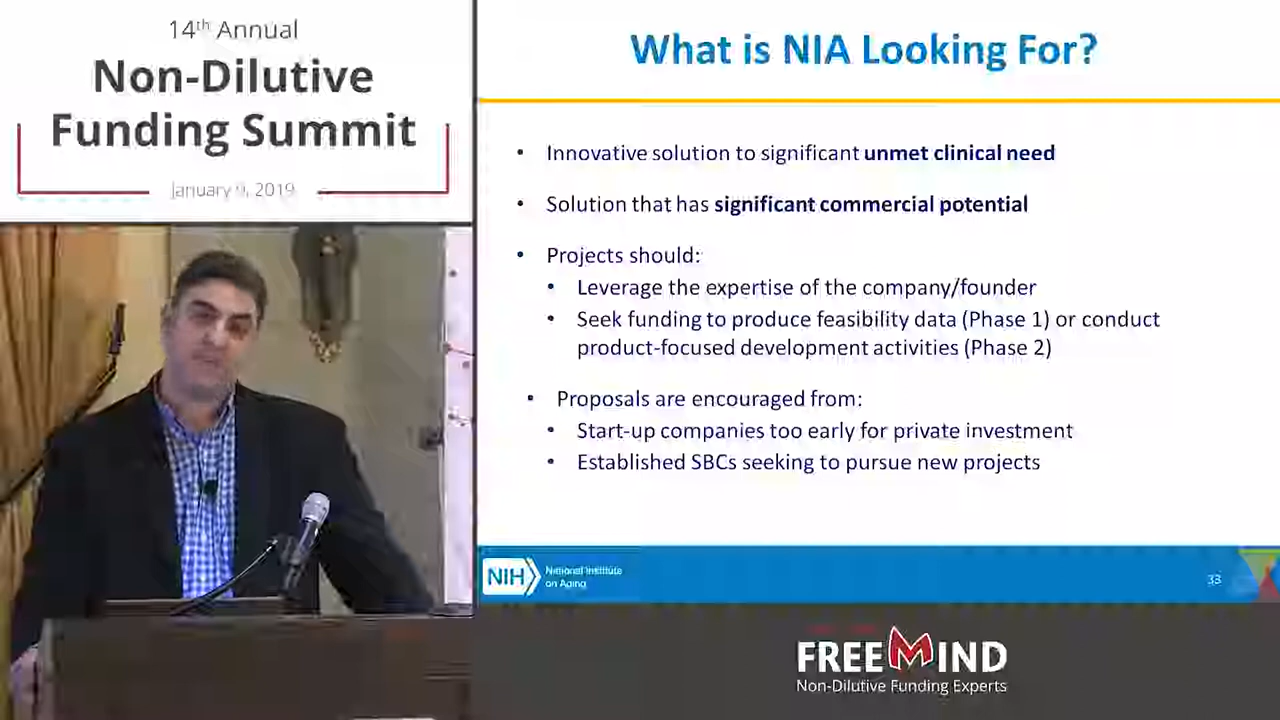 14th Annual
Non-Dilutive
Funding Summit
January 9, 2019
What is NIA Looking For?
• Innovative solution to significant unmet clinical need
• Solution that has significant commercial potential
• Projects should:
• Leverage the expertise of the company/founder
• Seek funding to produce feasibility data (Phase 1) or conduct
product-focused development activities (Phase 2)
• Proposals are encouraged from:
• Start-up companies too early for private investment
• Established SBCs seeking to pursue new projects
NIH
National Institute
on Aging
33
FREEMIND
Non-Dilutive Funding Experts